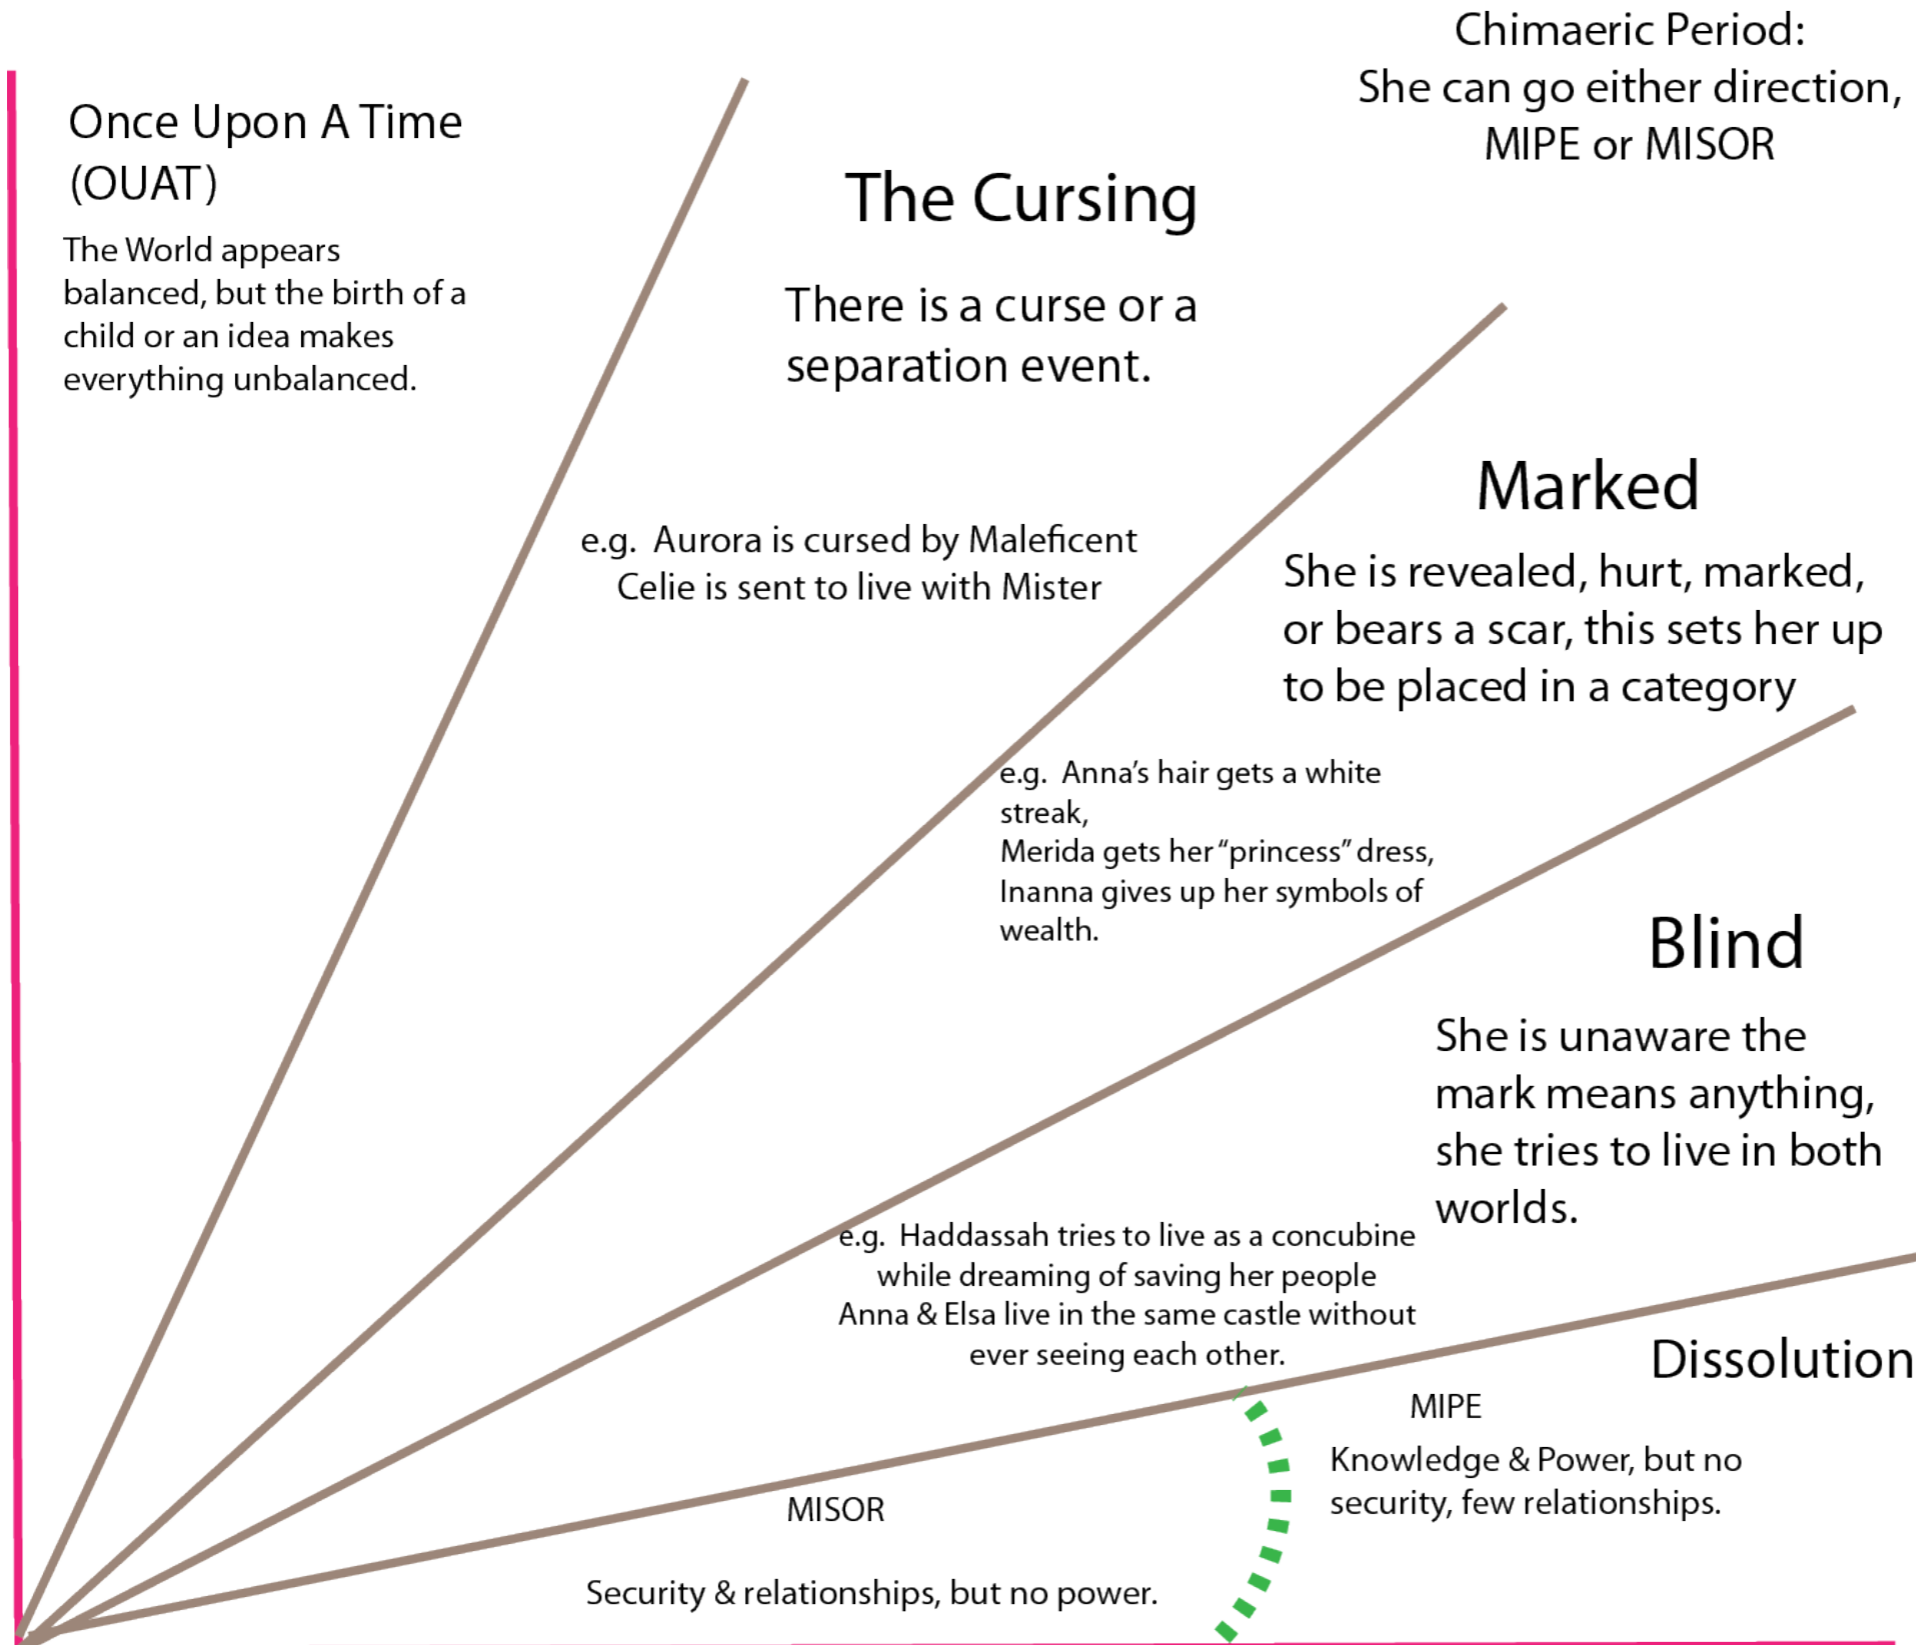 Chimaeric Period:
She can go either direction,
MIPE or MISOR
Once Upon A Time
(OUAT)
The World appears
balanced, but the birth of a
child or an idea makes
everything unbalanced.
The Cursing
There is a curse or a
separation event.
e.g. Aurora is cursed by Maleficent
Celie is sent to live with Mister
Marked
She is revealed, hurt, marked,
or bears a scar, this sets her up
to be placed in a category
e.g. Anna's hair gets a white
streak,
Merida gets her "princess" dress,
Inanna gives up her symbols of
wealth.
Blind
She is unaware the
mark means anything,
she tries to live in both
worlds.
e.g. Haddassah tries to live as a concubine
while dreaming of saving her people
Anna & Elsa live in the same castle without
ever seeing each other.
Dissolution
MIPE
Knowledge & Power, but no
security, few relationships.
MISOR
Security & relationships, but no power.